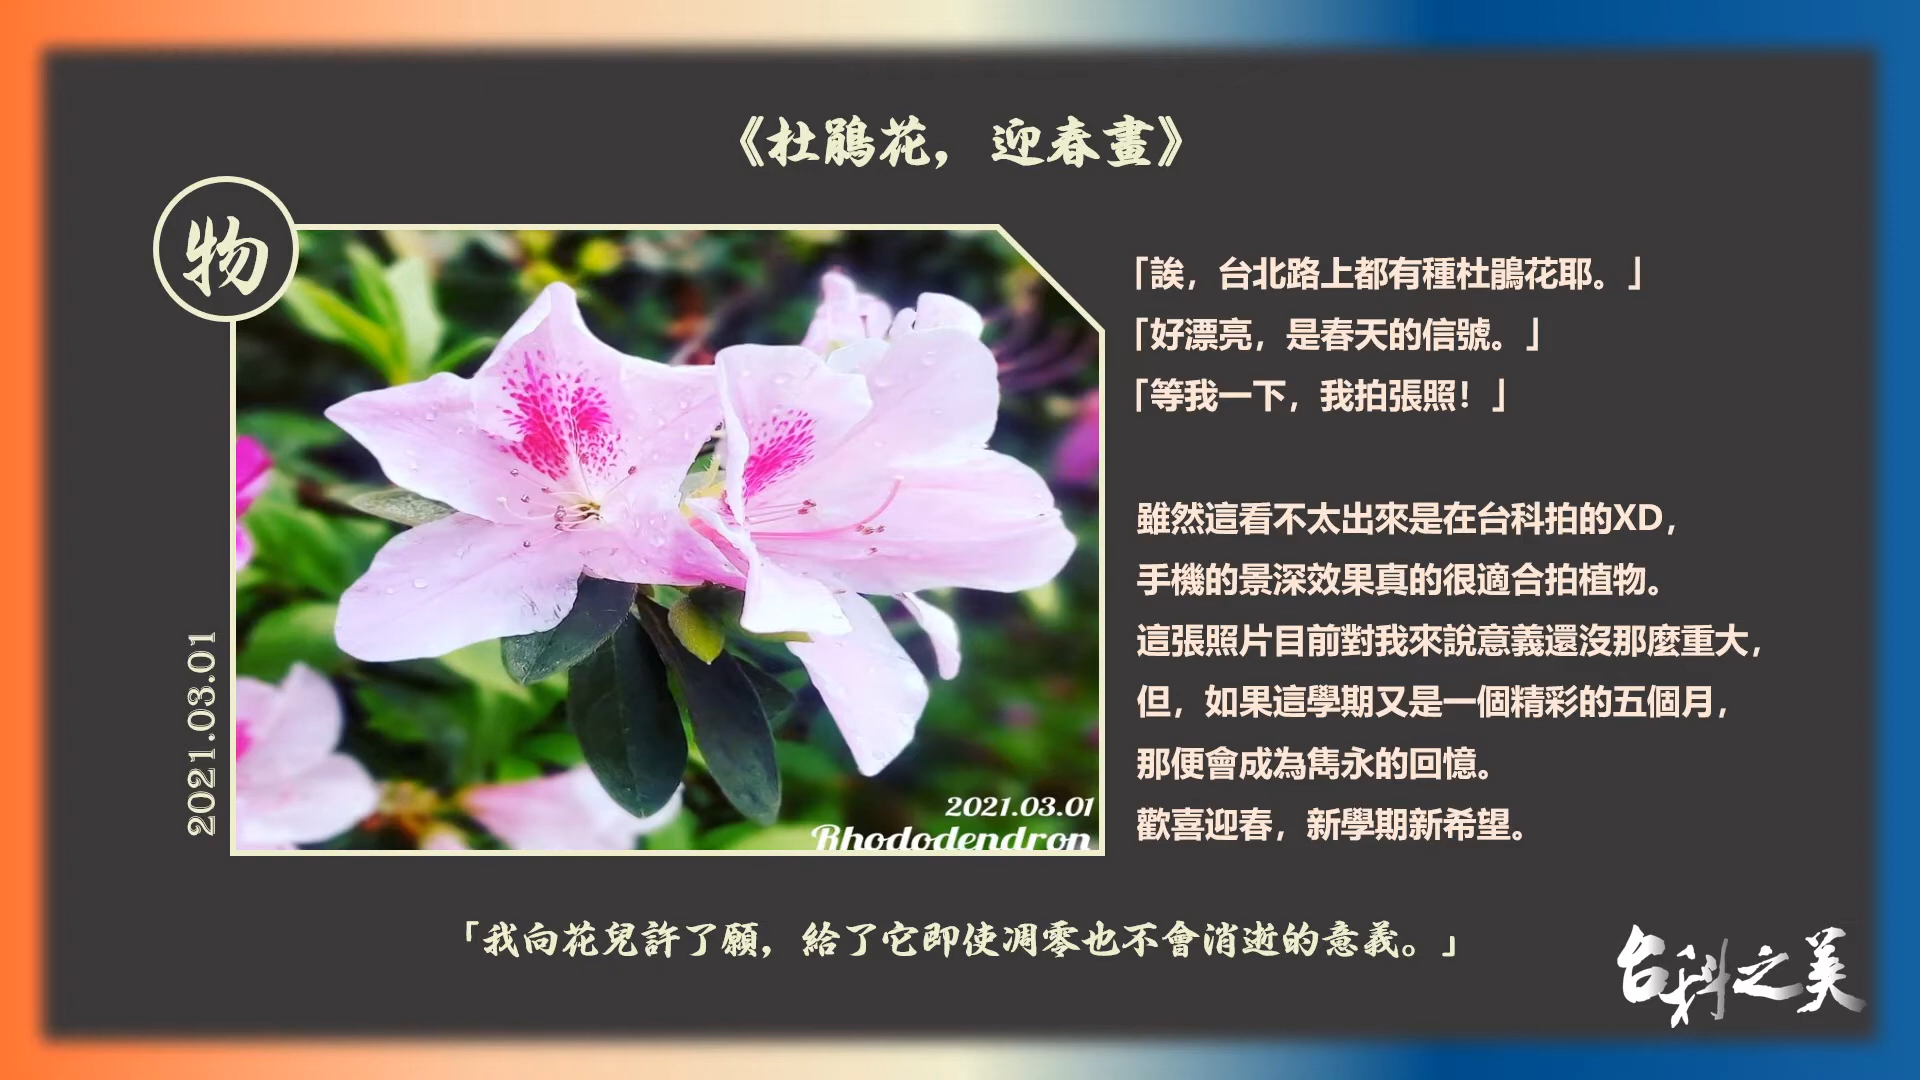 《杜鵑花，迎春畫》
物
2021.03.01
2021.03.01
Rhododendron
「誒，台北路上都有種杜鵑花耶。」
「好漂亮，是春天的信號。」
「等我一下，我拍張照！」
雖然這看不太出來是在台科拍的XD，
手機的景深效果真的很適合拍植物。
這張照片目前對我來說意義還沒那麼重大，
但，如果這學期又是一個精彩的五個月，
那便會成為雋永的回憶。
歡喜迎春，新學期新希望。
「我向花兒許了願，給了它即使凋零也不會消逝的意義。」
台科之美